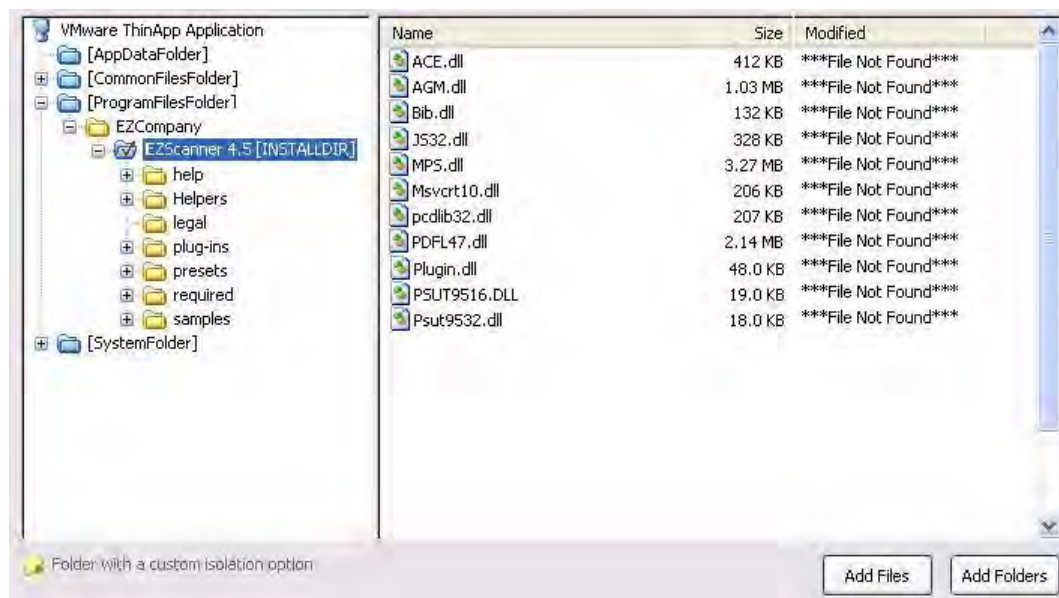 VMware ThinApp Application
[AppDataFolder]
[CommonFilesFolder]
[ProgramFilesFolder]
EZCompany
EZScanner 4.5 [INSTALLDIR]
help
Helpers
legal
plug-ins
presets
required
samples
[SystemFolder]
Name Size Modified
ACE.dll 412 KB ***File Not Found***
AGM.dll 1.03 MB ***File Not Found***
Bib.dll 132 KB ***File Not Found***
JS32.dll 328 KB ***File Not Found***
MPS.dll 3.27 MB ***File Not Found***
Msvcrt10.dll 206 KB ***File Not Found***
pcdlib32.dll 207 KB ***File Not Found***
PDFL47.dll 2.14 MB ***File Not Found***
Plugin.dll 48.0 KB ***File Not Found***
PSUT9516.DLL 19.0 KB ***File Not Found***
Psut9532.dll 18.0 KB ***File Not Found***
Folder with a custom isolation option
Add Files Add Folders